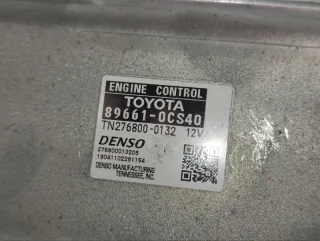 ENGINE CONTROL
TOYOTA
89661-0CS40
TN276800-0132 12V
DENSO
276800013205
19041102261154
DENSO MANUFACTURING
TENNESSEE, INC.